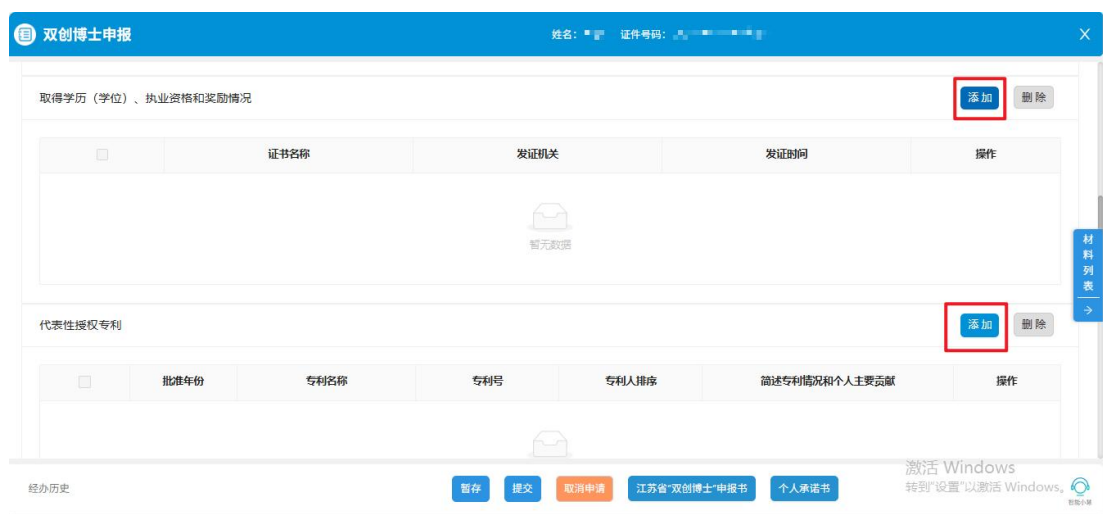 双创博士申报
姓名： 证件号码：
取得学历（学位）、执业资格和奖励情况
添加 删除
证书名称 发证机关 发证时间 操作
暂无数据
材料列表
代表性授权专利
添加 删除
批准年份 专利名称 专利号 专利人排序 简述专利情况和个人主要贡献 操作
激活 Windows
转到"设置"以激活 Windows。
经办历史 暂存 提交 取消申请 江苏省"双创博士"申报书 个人承诺书